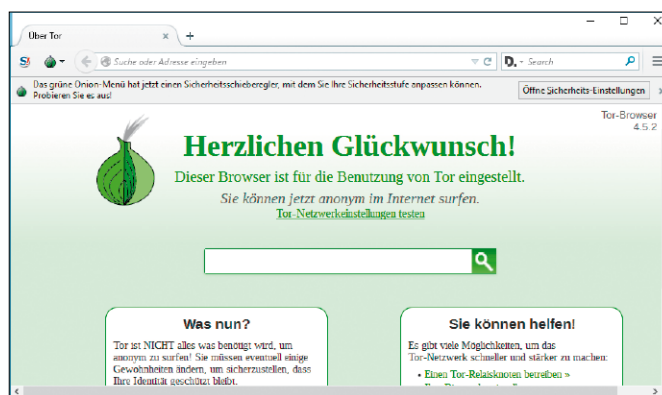 Über Tor
Suche oder Adresse eingeben
Search
Das grüne Onion-Menü hat jetzt einen Sicherheitsschieberegler, mit dem Sie Ihre Sicherheitsstufe anpassen können.
Probieren Sie es aus!
Öffne Sicherheits-Einstellungen
Tor-Browser
4.5.2
Herzlichen Glückwunsch!
Dieser Browser ist für die Benutzung von Tor eingestellt.
Sie können jetzt anonym im Internet surfen.
Tor-Netzwerkeinstellungen testen
Was nun?
Tor ist NICHT alles was benötigt wird, um
anonym zu surfen! Sie müssen eventuell einige
Gewohnheiten ändern, um sicherzustellen, dass
Ihre Identität geschützt bleibt.
Sie können helfen!
Es gibt viele Möglichkeiten, um das
Tor-Netzwerk schneller und stärker zu machen:
• Einen Tor-Relaisknoten betreiben »